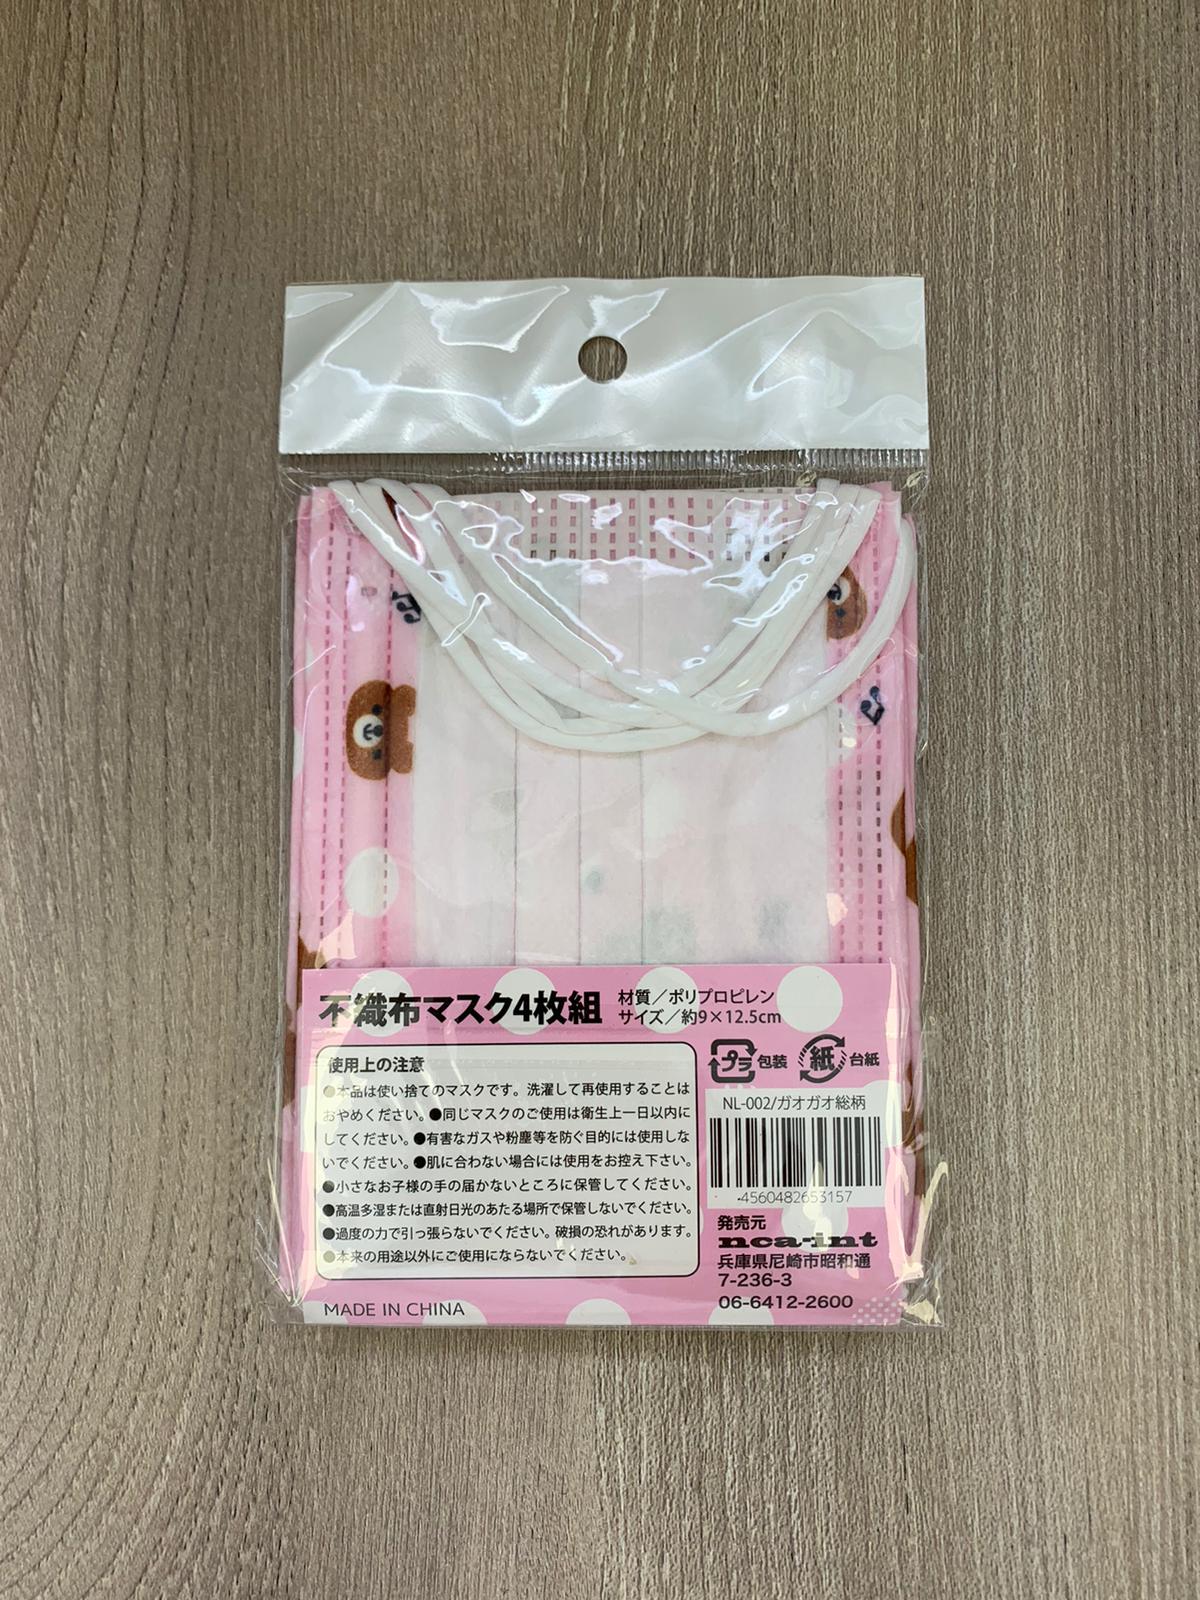 不織布マスク4枚組
材質／ポリプロピレン
サイズ／約9×12.5cm
使用上の注意
●本品は使い捨てのマスクです。洗濯して再使用することは
おやめください。●同じマスクのご使用は衛生上一日以内に
してください。●有害なガスや粉塵等を防ぐ目的には使用しな
いでください。●肌に合わない場合には使用をお控え下さい。
●小さなお子様の手の届かないところに保管してください。
●高温多湿または直射日光のあたる場所で保管しないでください。
●過度の力で引っ張らないでください。破損の恐れがあります。
●本来の用途以外にご使用にならないでください。
MADE IN CHINA
プラ 包装 紙 台紙
NL-002/ガオガオ総柄
4560482653157
発売元
nca-int
兵庫県尼崎市昭和通
7-236-3
06-6412-2600